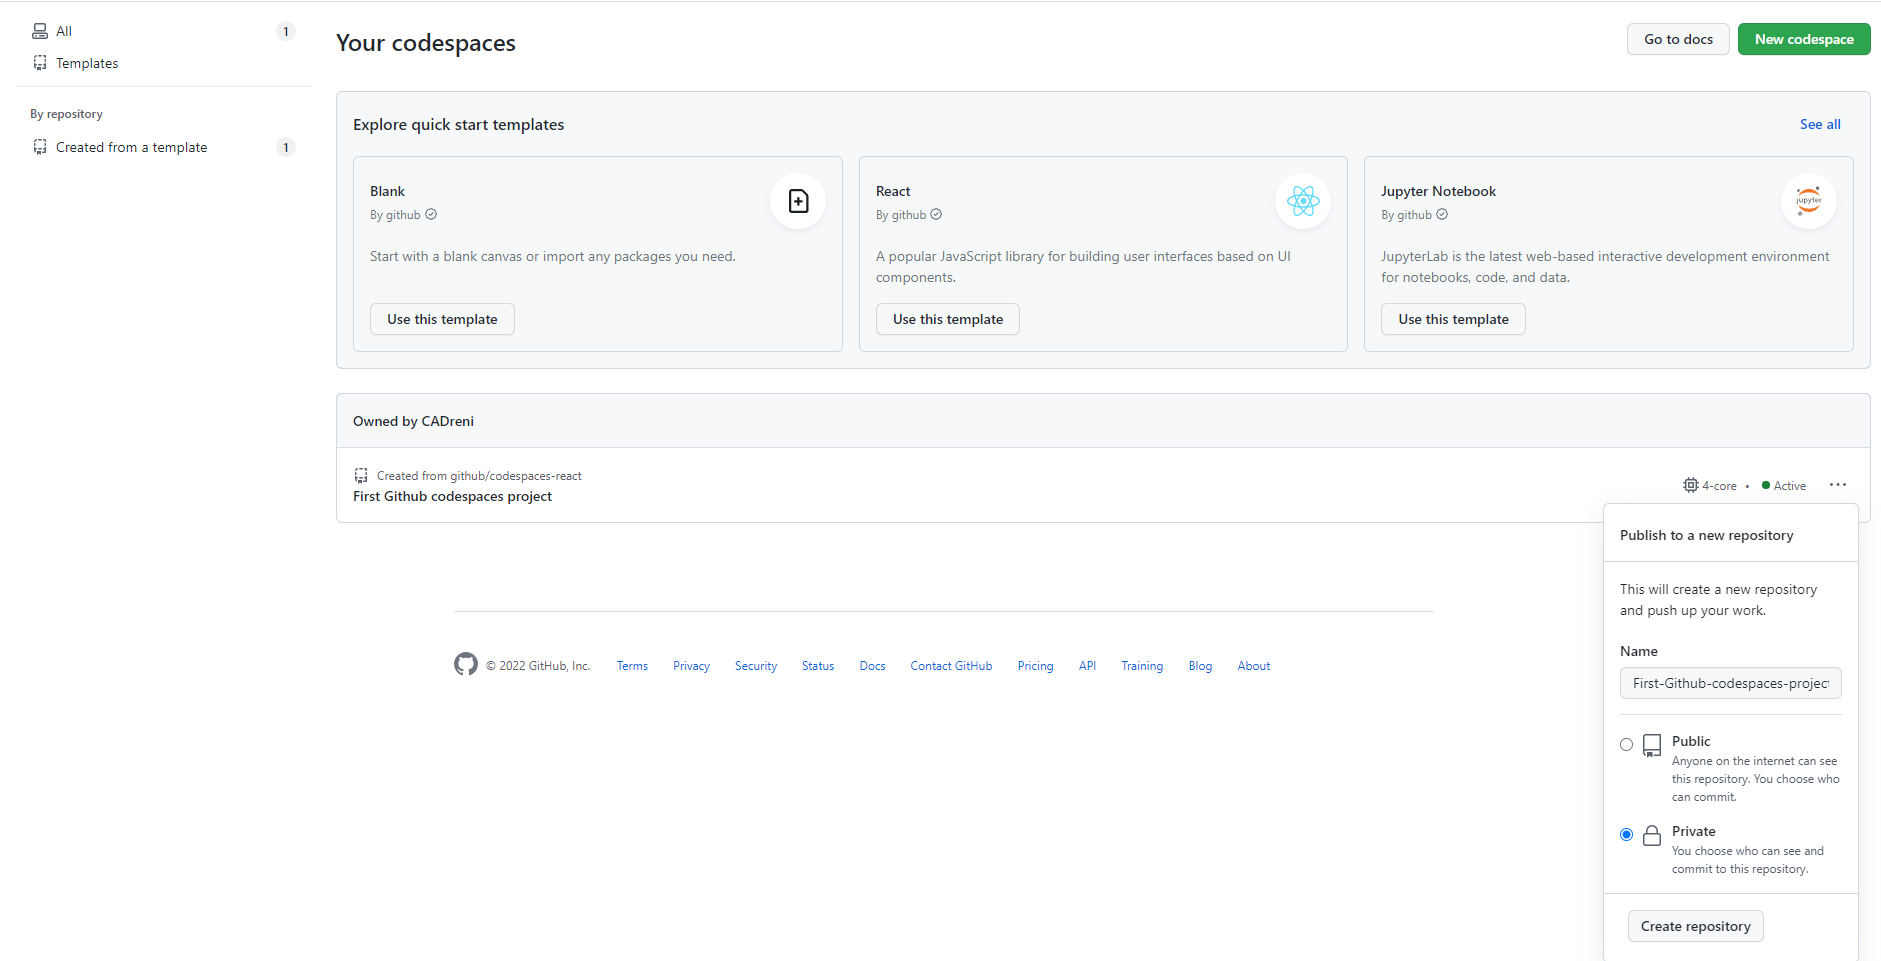 All 1
Templates
By repository
Created from a template 1
Your codespaces
Go to docs
New codespace
Explore quick start templates
See all
Blank
By github
Start with a blank canvas or import any packages you need.
Use this template
React
By github
A popular JavaScript library for building user interfaces based on UI
components.
Use this template
Jupyter Notebook
By github
jupyter
JupyterLab is the latest web-based interactive development environment
for notebooks, code, and data.
Use this template
Owned by CADreni
Created from github/codespaces-react
First Github codespaces project
4-core • Active ...
Publish to a new repository
This will create a new repository
and push up your work.
Name
First-Github-codespaces-project
Public
Anyone on the internet can see
this repository. You choose who
can commit.
Private
You choose who can see and
commit to this repository.
Create repository
© 2022 GitHub, Inc. Terms Privacy Security Status Docs Contact GitHub Pricing API Training Blog About